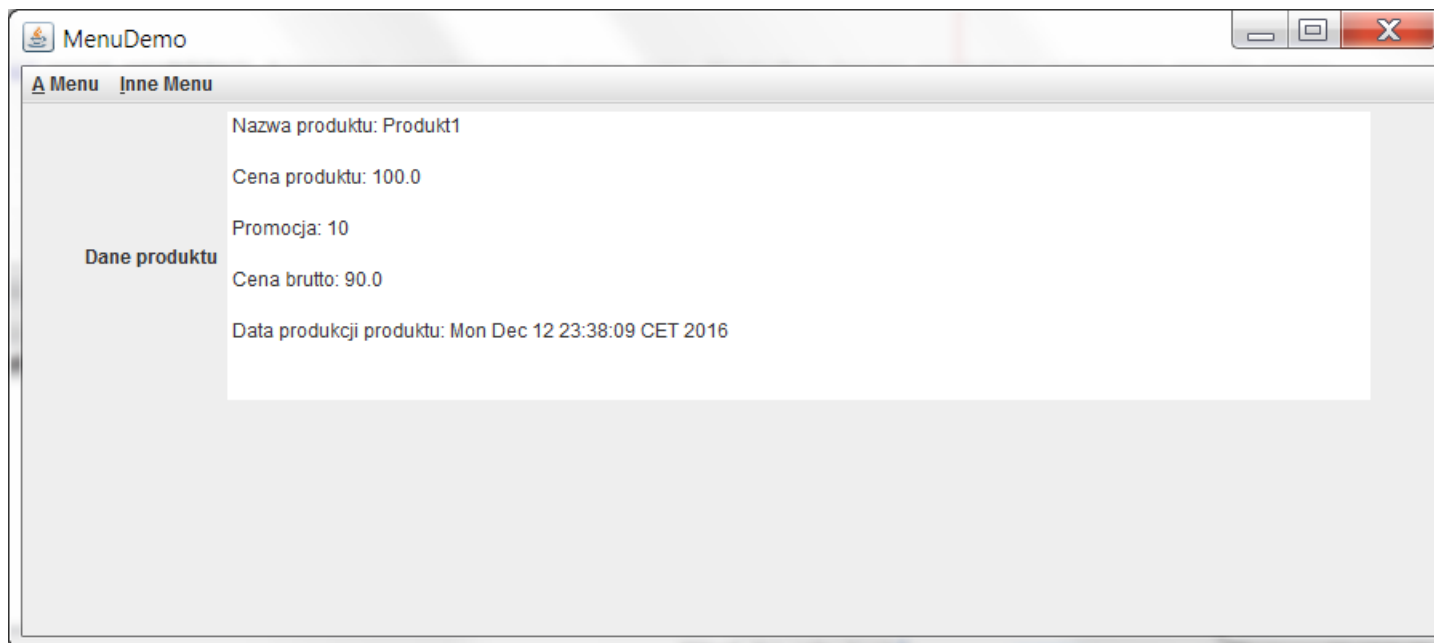 MenuDemo
A Menu Inne Menu
Nazwa produktu: Produkt1
Cena produktu: 100.0
Promocja: 10
Dane produktu
Cena brutto: 90.0
Data produkcji produktu: Mon Dec 12 23:38:09 CET 2016